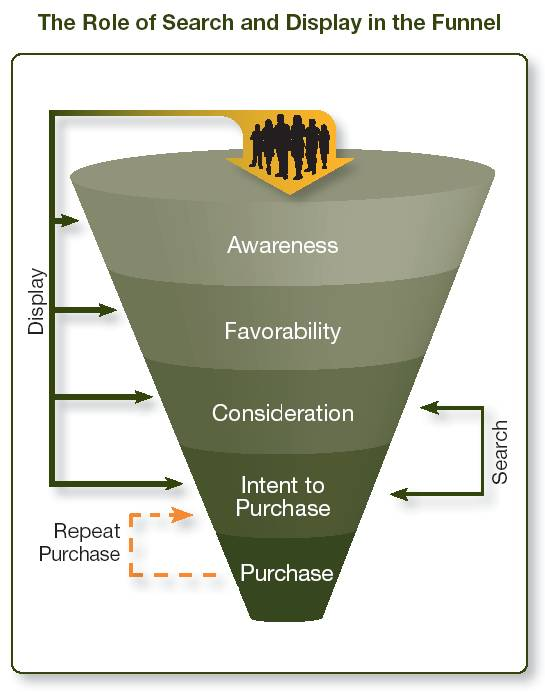 The Role of Search and Display in the Funnel
Awareness
Favorability
Consideration
Intent to
Purchase
Purchase
Display
Search
Repeat
Purchase